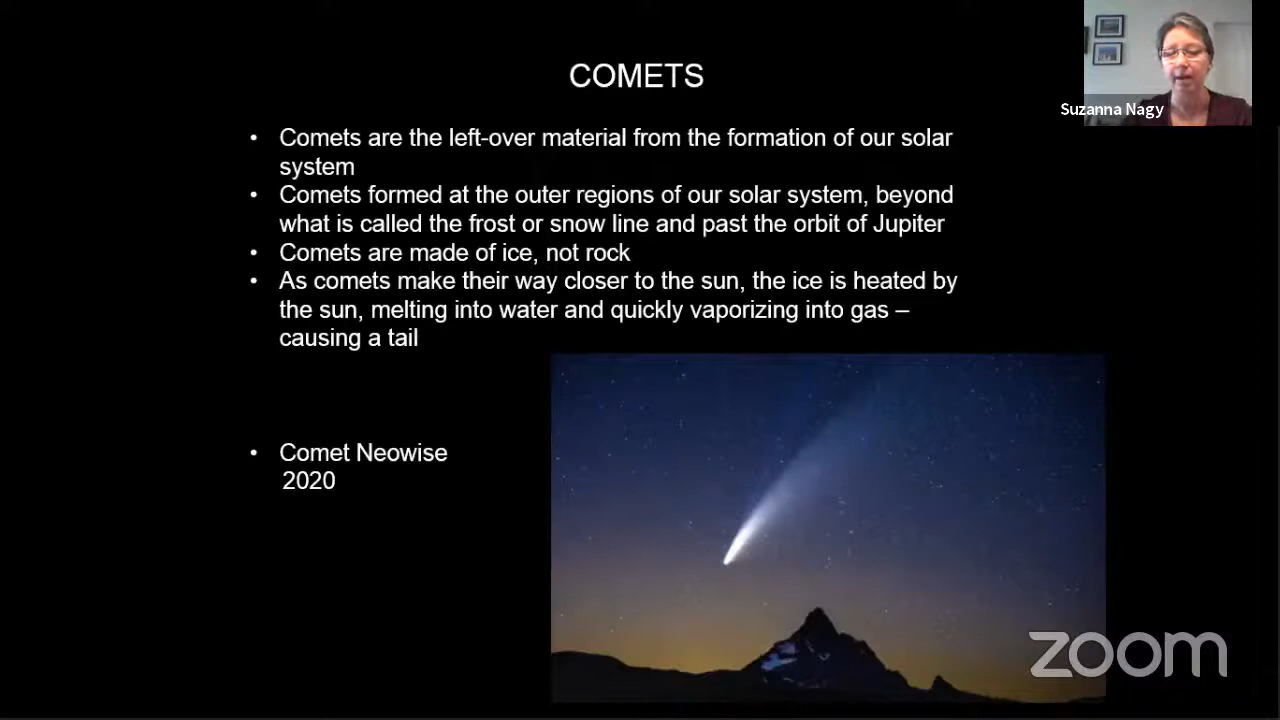 COMETS
Suzanna Nagy
• Comets are the left-over material from the formation of our solar
system
• Comets formed at the outer regions of our solar system, beyond
what is called the frost or snow line and past the orbit of Jupiter
• Comets are made of ice, not rock
• As comets make their way closer to the sun, the ice is heated by
the sun, melting into water and quickly vaporizing into gas –
causing a tail
• Comet Neowise
2020
zoom